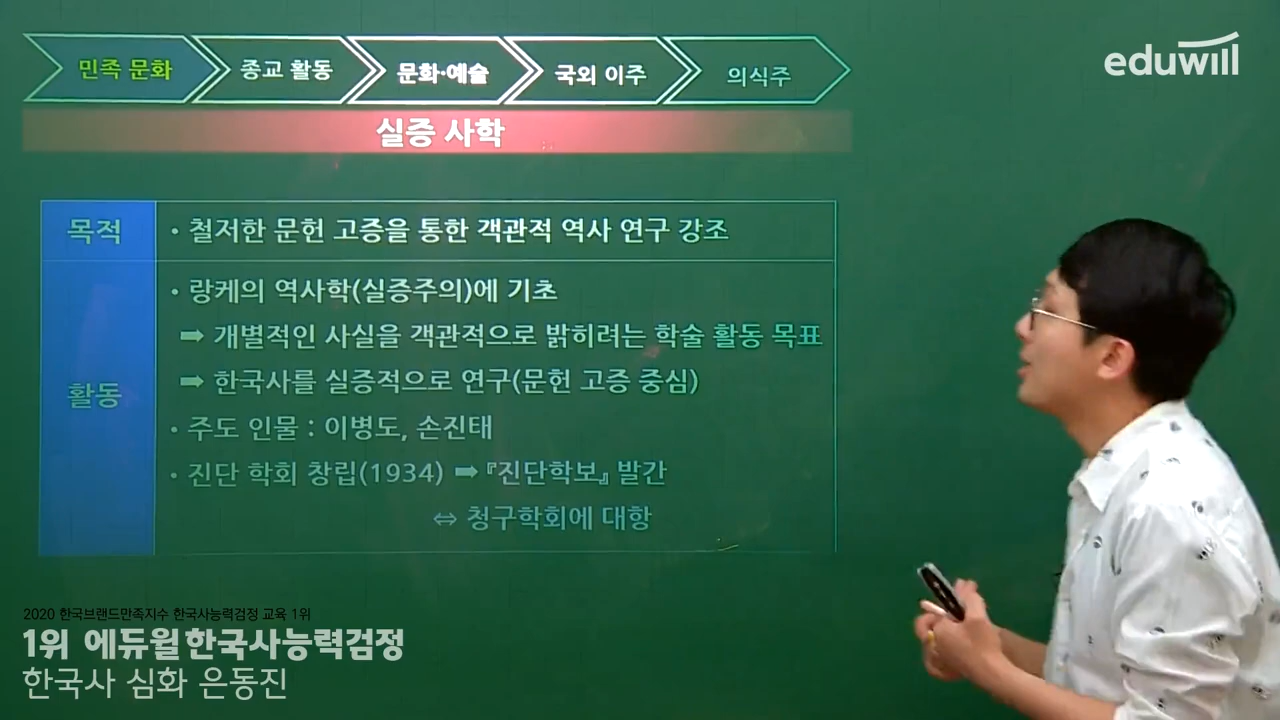 민족 문화
종교 활동
문화·예술
국외 이주
의식주
eduwill
실증 사학
목적
• 철저한 문헌 고증을 통한 객관적 역사 연구 강조
활동
• 랑케의 역사학(실증주의)에 기초
➡ 개별적인 사실을 객관적으로 밝히려는 학술 활동 목표
➡ 한국사를 실증적으로 연구(문헌 고증 중심)
• 주도 인물 : 이병도, 손진태
• 진단 학회 창립(1934) ➡『진단학보』 발간
⇔ 청구학회에 대항
2020 한국브랜드만족지수 한국사능력검정 교육 1위
1위 에듀윌 한국사능력검정
한국사 심화 은동진